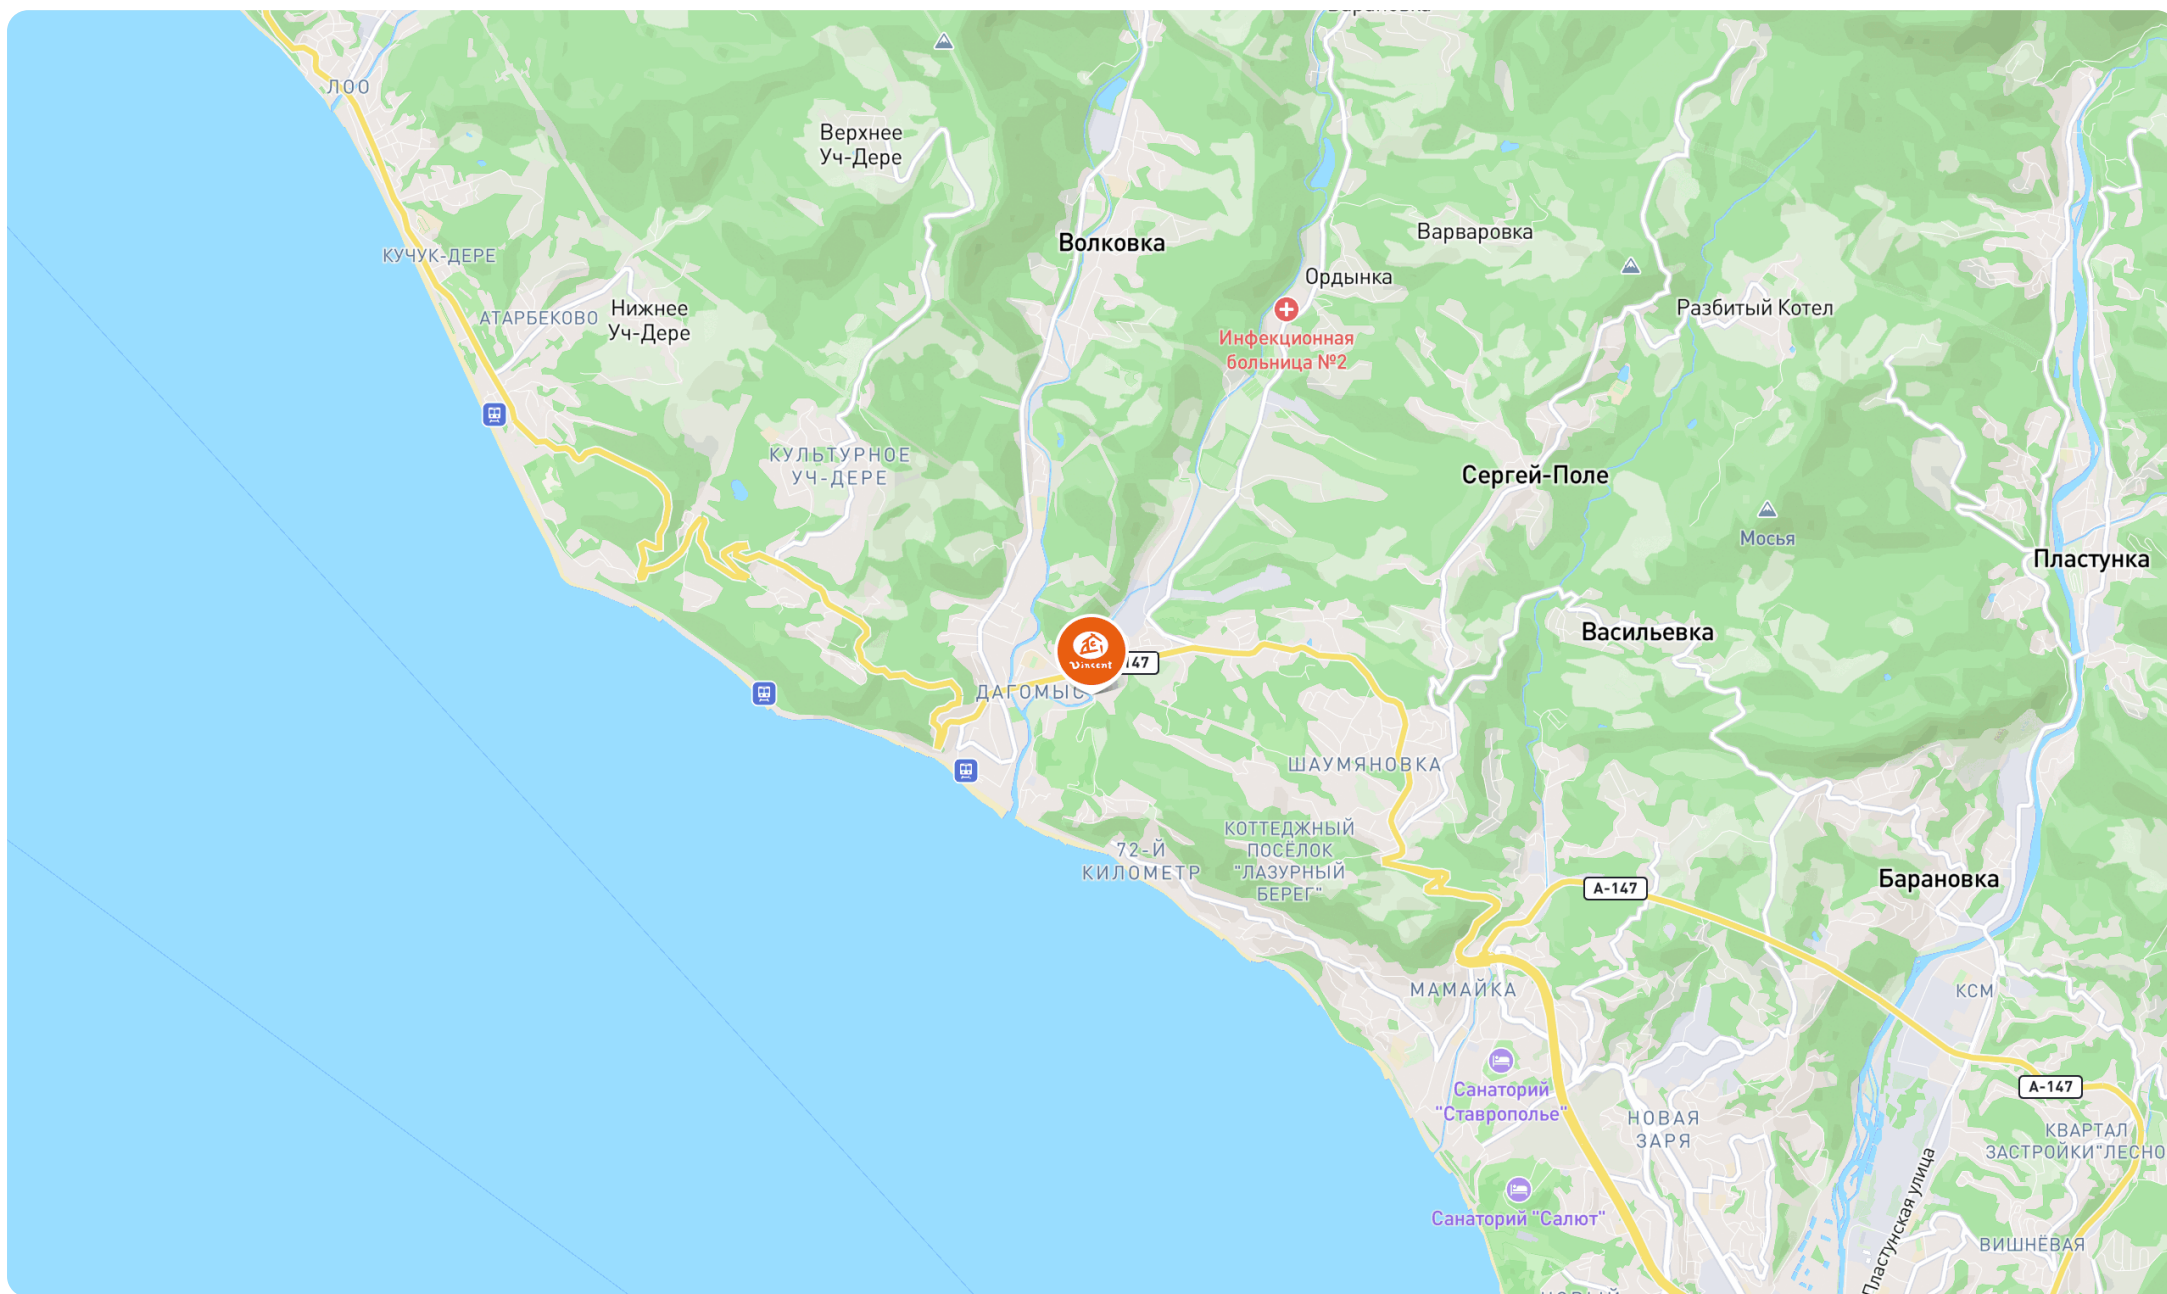 ЛОО
Верхнее
Уч-Дере
Волковка
Варваровка
КУЧУК-ДЕРЕ
Ордынка
Нижнее
Уч-Дере
АТАРБЕКОВО
Разбитый Котел
Инфекционная
больница №2
КУЛЬТУРНОЕ
УЧ-ДЕРЕ
Сергей-Поле
Мосья
Пластунка
Васильевка
Vincent
147
ДАГОМЫС
ШАУМЯНОВКА
КОТТЕДЖНЫЙ
ПОСЁЛОК
"ЛАЗУРНЫЙ
БЕРЕГ"
72-Й
КИЛОМЕТР
А-147
Барановка
МАМАЙКА
КСМ
Санаторий
"Ставрополье"
А-147
НОВАЯ
ЗАРЯ
КВАРТАЛ
ЗАСТРОЙКИ"ЛЕСНО
Санаторий "Салют"
Пластунская улица
ВИШНЁВАЯ